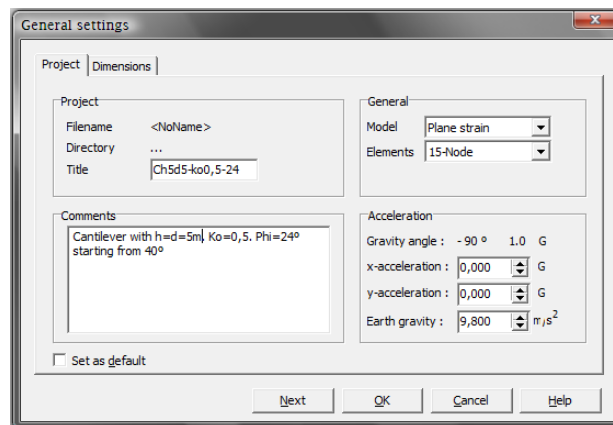 General settings
Project Dimensions
Project
Filename <NoName>
Directory ...
Title Ch5d5-ko0,5-24
General
Model Plane strain
Elements 15-Node
Comments
Cantilever with h=d=5m. Ko=0,5. Phi=24º
starting from 40º
Acceleration
Gravity angle : -90 º 1.0 G
x-acceleration : 0,000 G
y-acceleration : 0,000 G
Earth gravity : 9,800 m/s²
Set as default
Next OK Cancel Help